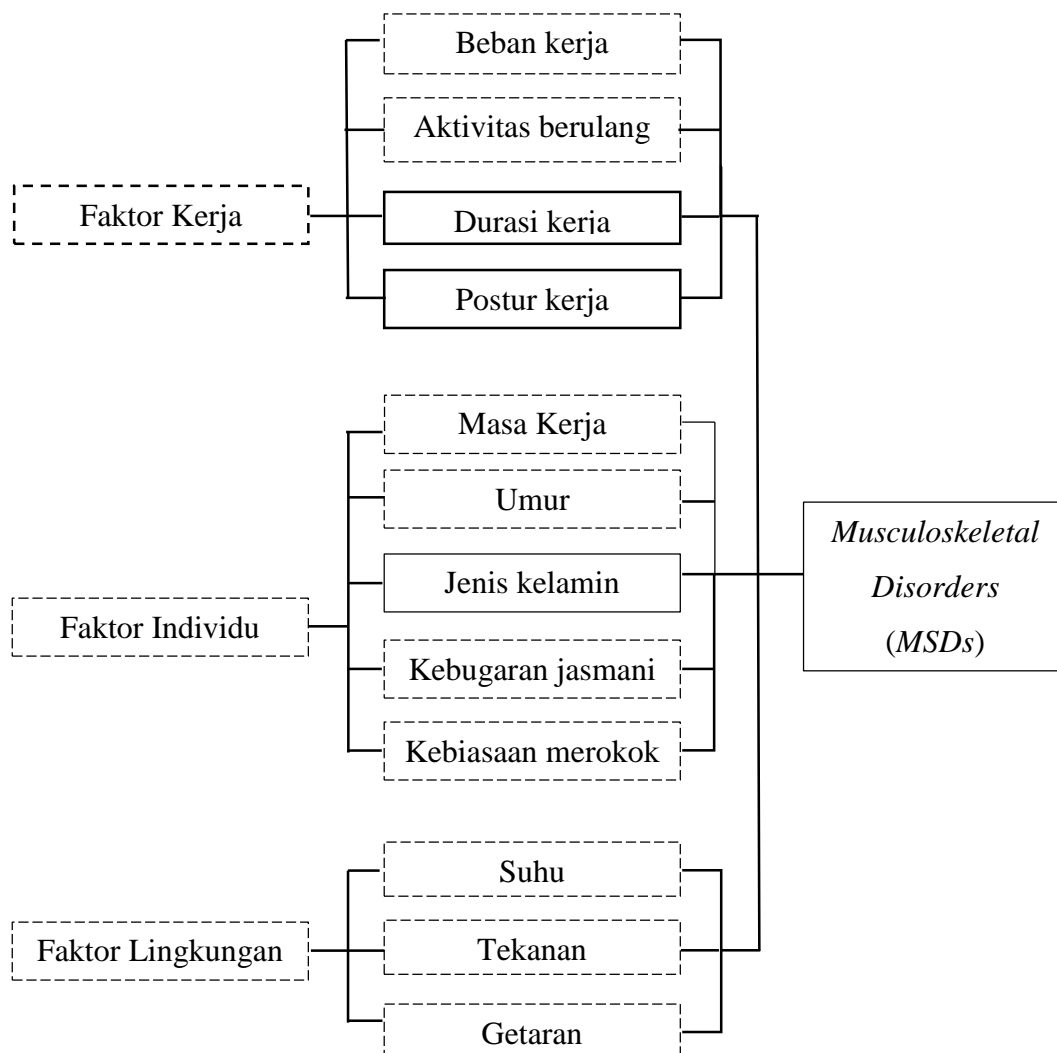 Beban kerja
Aktivitas berulang
Faktor Kerja
Durasi kerja
Postur kerja
Masa Kerja
Umur
Jenis kelamin
Faktor Individu
Kebugaran jasmani
Kebiasaan merokok
Musculoskeletal
Disorders
(MSDs)
Suhu
Faktor Lingkungan
Tekanan
Getaran